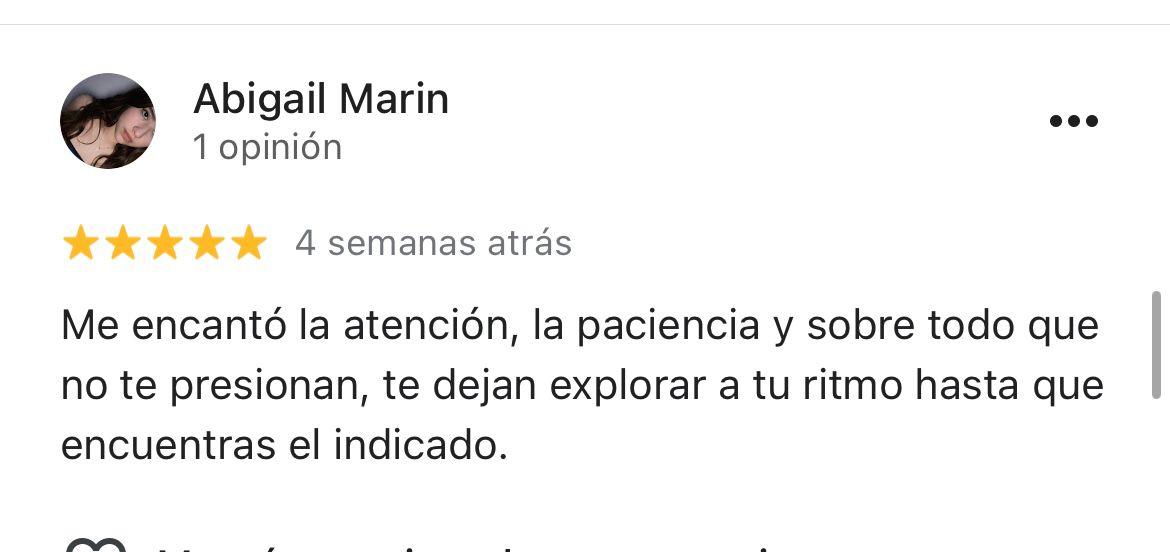 Abigail Marin
1 opinión
4 semanas atrás
Me encantó la atención, la paciencia y sobre todo que
no te presionan, te dejan explorar a tu ritmo hasta que
encuentras el indicado.